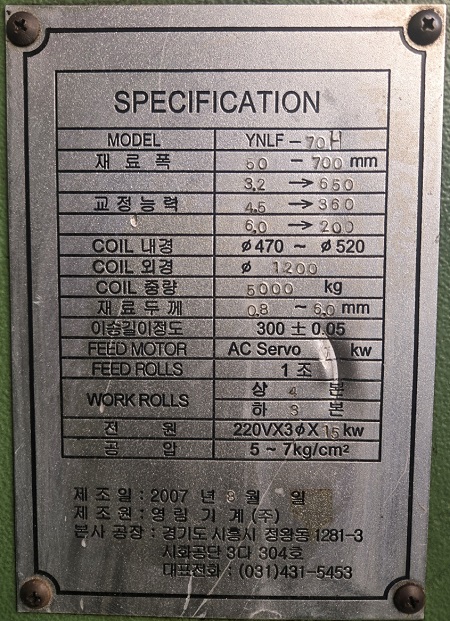 SPECIFICATION
MODEL YNLF-70H
재료폭 50 - 700 mm
3.2 → 650
교정능력 4.5 → 360
6.0 → 200
COIL 내경 ϕ470 ~ ϕ520
COIL 외경 ϕ 1200
COIL 중량 5000 kg
재료두께 0.8 ~ 6.0 mm
이송길이정도 300 ± 0.05
FEED MOTOR AC Servo kw
FEED ROLLS 1 조
WORK ROLLS 상 4 본
하 3 본
전 원 220VX3ϕX 15 kw
공 압 5 ~ 7kg/cm²
제조일 : 2007 년 월 일
제조원 : 영랑기계(주)
본사 공장 : 경기도 시흥시 정왕동 1281-3
시화공단 3다 304호
대표전화 : (031)431-5453